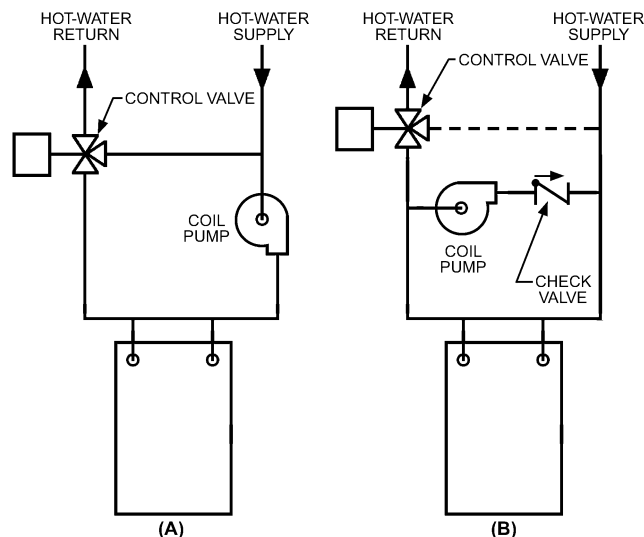 HOT-WATER
RETURN
HOT-WATER
SUPPLY
CONTROL VALVE
COIL
PUMP
(A)
HOT-WATER
RETURN
HOT-WATER
SUPPLY
CONTROL VALVE
COIL
PUMP
CHECK
VALVE
(B)